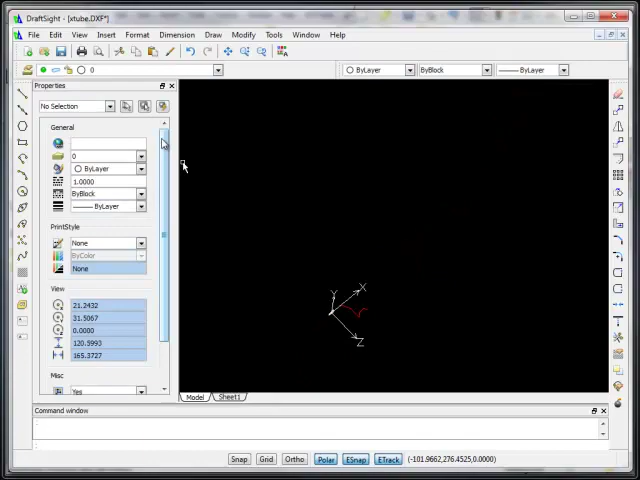 DraftSight - [xtube.DXF*]
File Edit View Insert Format Dimension Draw Modify Tools Window Help
0 ByLayer ByBlock ByLayer
Properties
No Selection
General
0
ByLayer
1.0000
ByBlock
ByLayer
PrintStyle
None
ByColor
None
View
21.2432
31.5067
0.0000
120.5993
165.3727
Misc
Yes
Y X
Z
Model Sheet1
Command window
:
Snap Grid Ortho Polar ESnap ETrack (-101.9662,276.4525,0.0000)